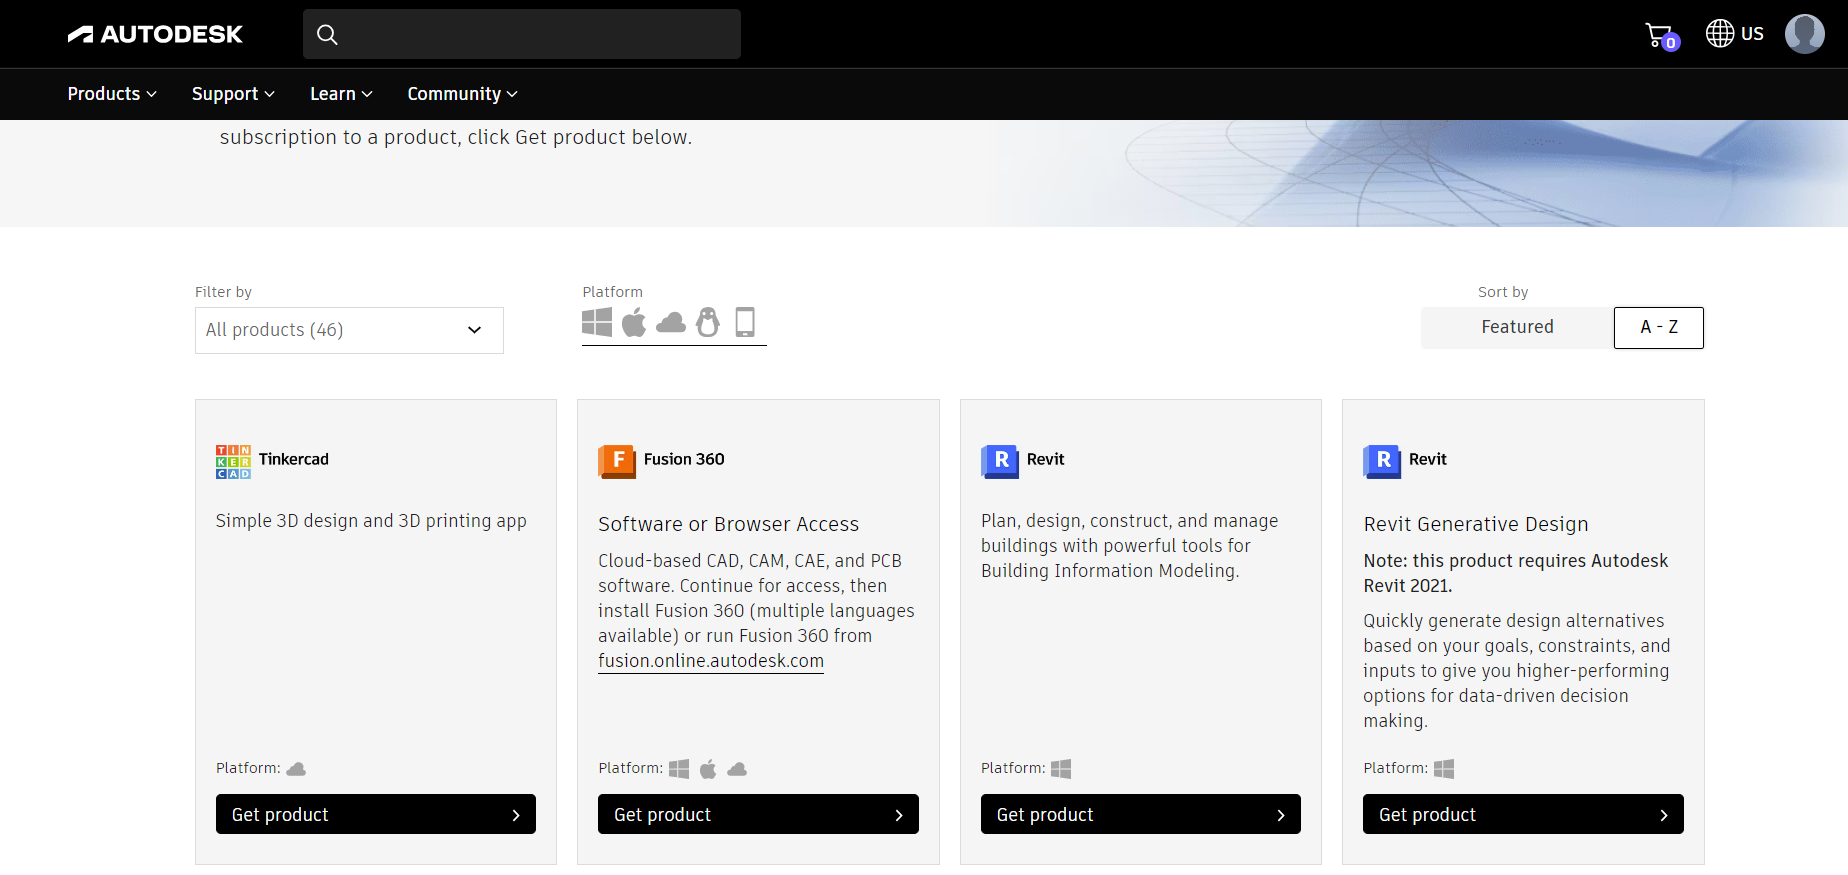 AUTODESK
0
US
Products
Support
Learn
Community
subscription to a product, click Get product below.
Filter by
All products (46)
Platform
Sort by
Featured
A - Z
TINKERCAD
Tinkercad
Simple 3D design and 3D printing app
Platform:
Get product
F
Fusion 360
Software or Browser Access
Cloud-based CAD, CAM, CAE, and PCB
software. Continue for access, then
install Fusion 360 (multiple languages
available) or run Fusion 360 from
fusion.online.autodesk.com
Platform:
Get product
R
Revit
Plan, design, construct, and manage
buildings with powerful tools for
Building Information Modeling.
Platform:
Get product
R
Revit
Revit Generative Design
Note: this product requires Autodesk
Revit 2021.
Quickly generate design alternatives
based on your goals, constraints, and
inputs to give you higher-performing
options for data-driven decision
making.
Platform:
Get product